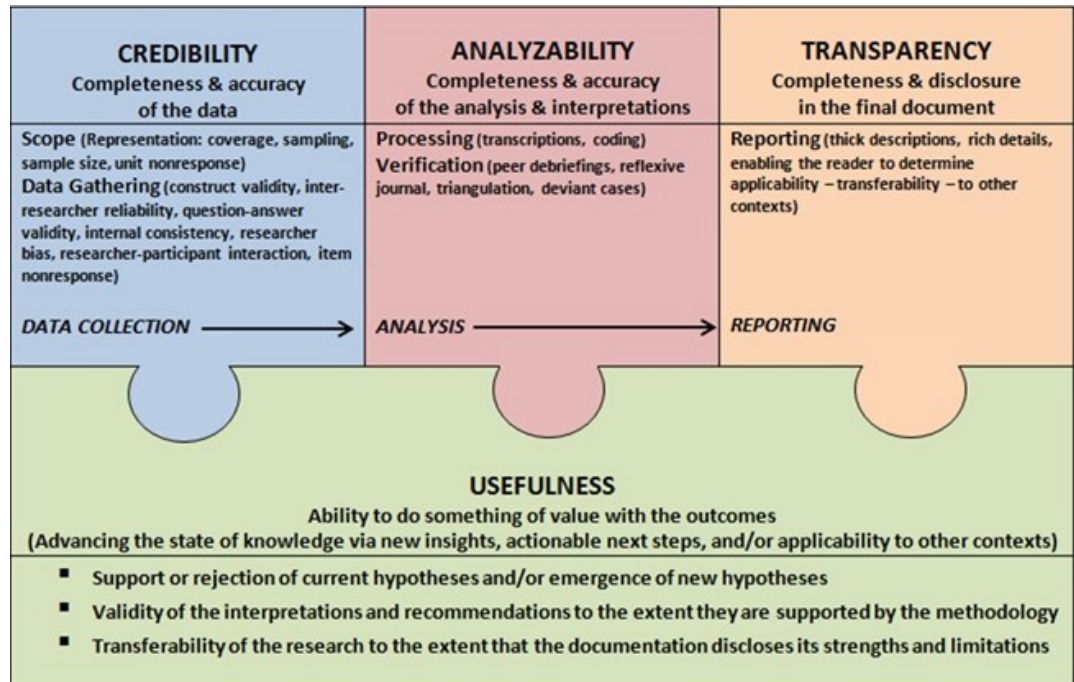 CREDIBILITY
Completeness & accuracy
of the data
Scope (Representation: coverage, sampling,
sample size, unit nonresponse)
Data Gathering (construct validity, inter-
researcher reliability, question-answer
validity, internal consistency, researcher
bias, researcher-participant interaction, item
nonresponse)
DATA COLLECTION
ANALYZABILITY
Completeness & accuracy
of the analysis & interpretations
Processing (transcriptions, coding)
Verification (peer debriefings, reflexive
journal, triangulation, deviant cases)
ANALYSIS
TRANSPARENCY
Completeness & disclosure
in the final document
Reporting (thick descriptions, rich details,
enabling the reader to determine
applicability – transferability – to other
contexts)
REPORTING
USEFULNESS
Ability to do something of value with the outcomes
(Advancing the state of knowledge via new insights, actionable next steps, and/or applicability to other contexts)
▪ Support or rejection of current hypotheses and/or emergence of new hypotheses
▪ Validity of the interpretations and recommendations to the extent they are supported by the methodology
▪ Transferability of the research to the extent that the documentation discloses its strengths and limitations